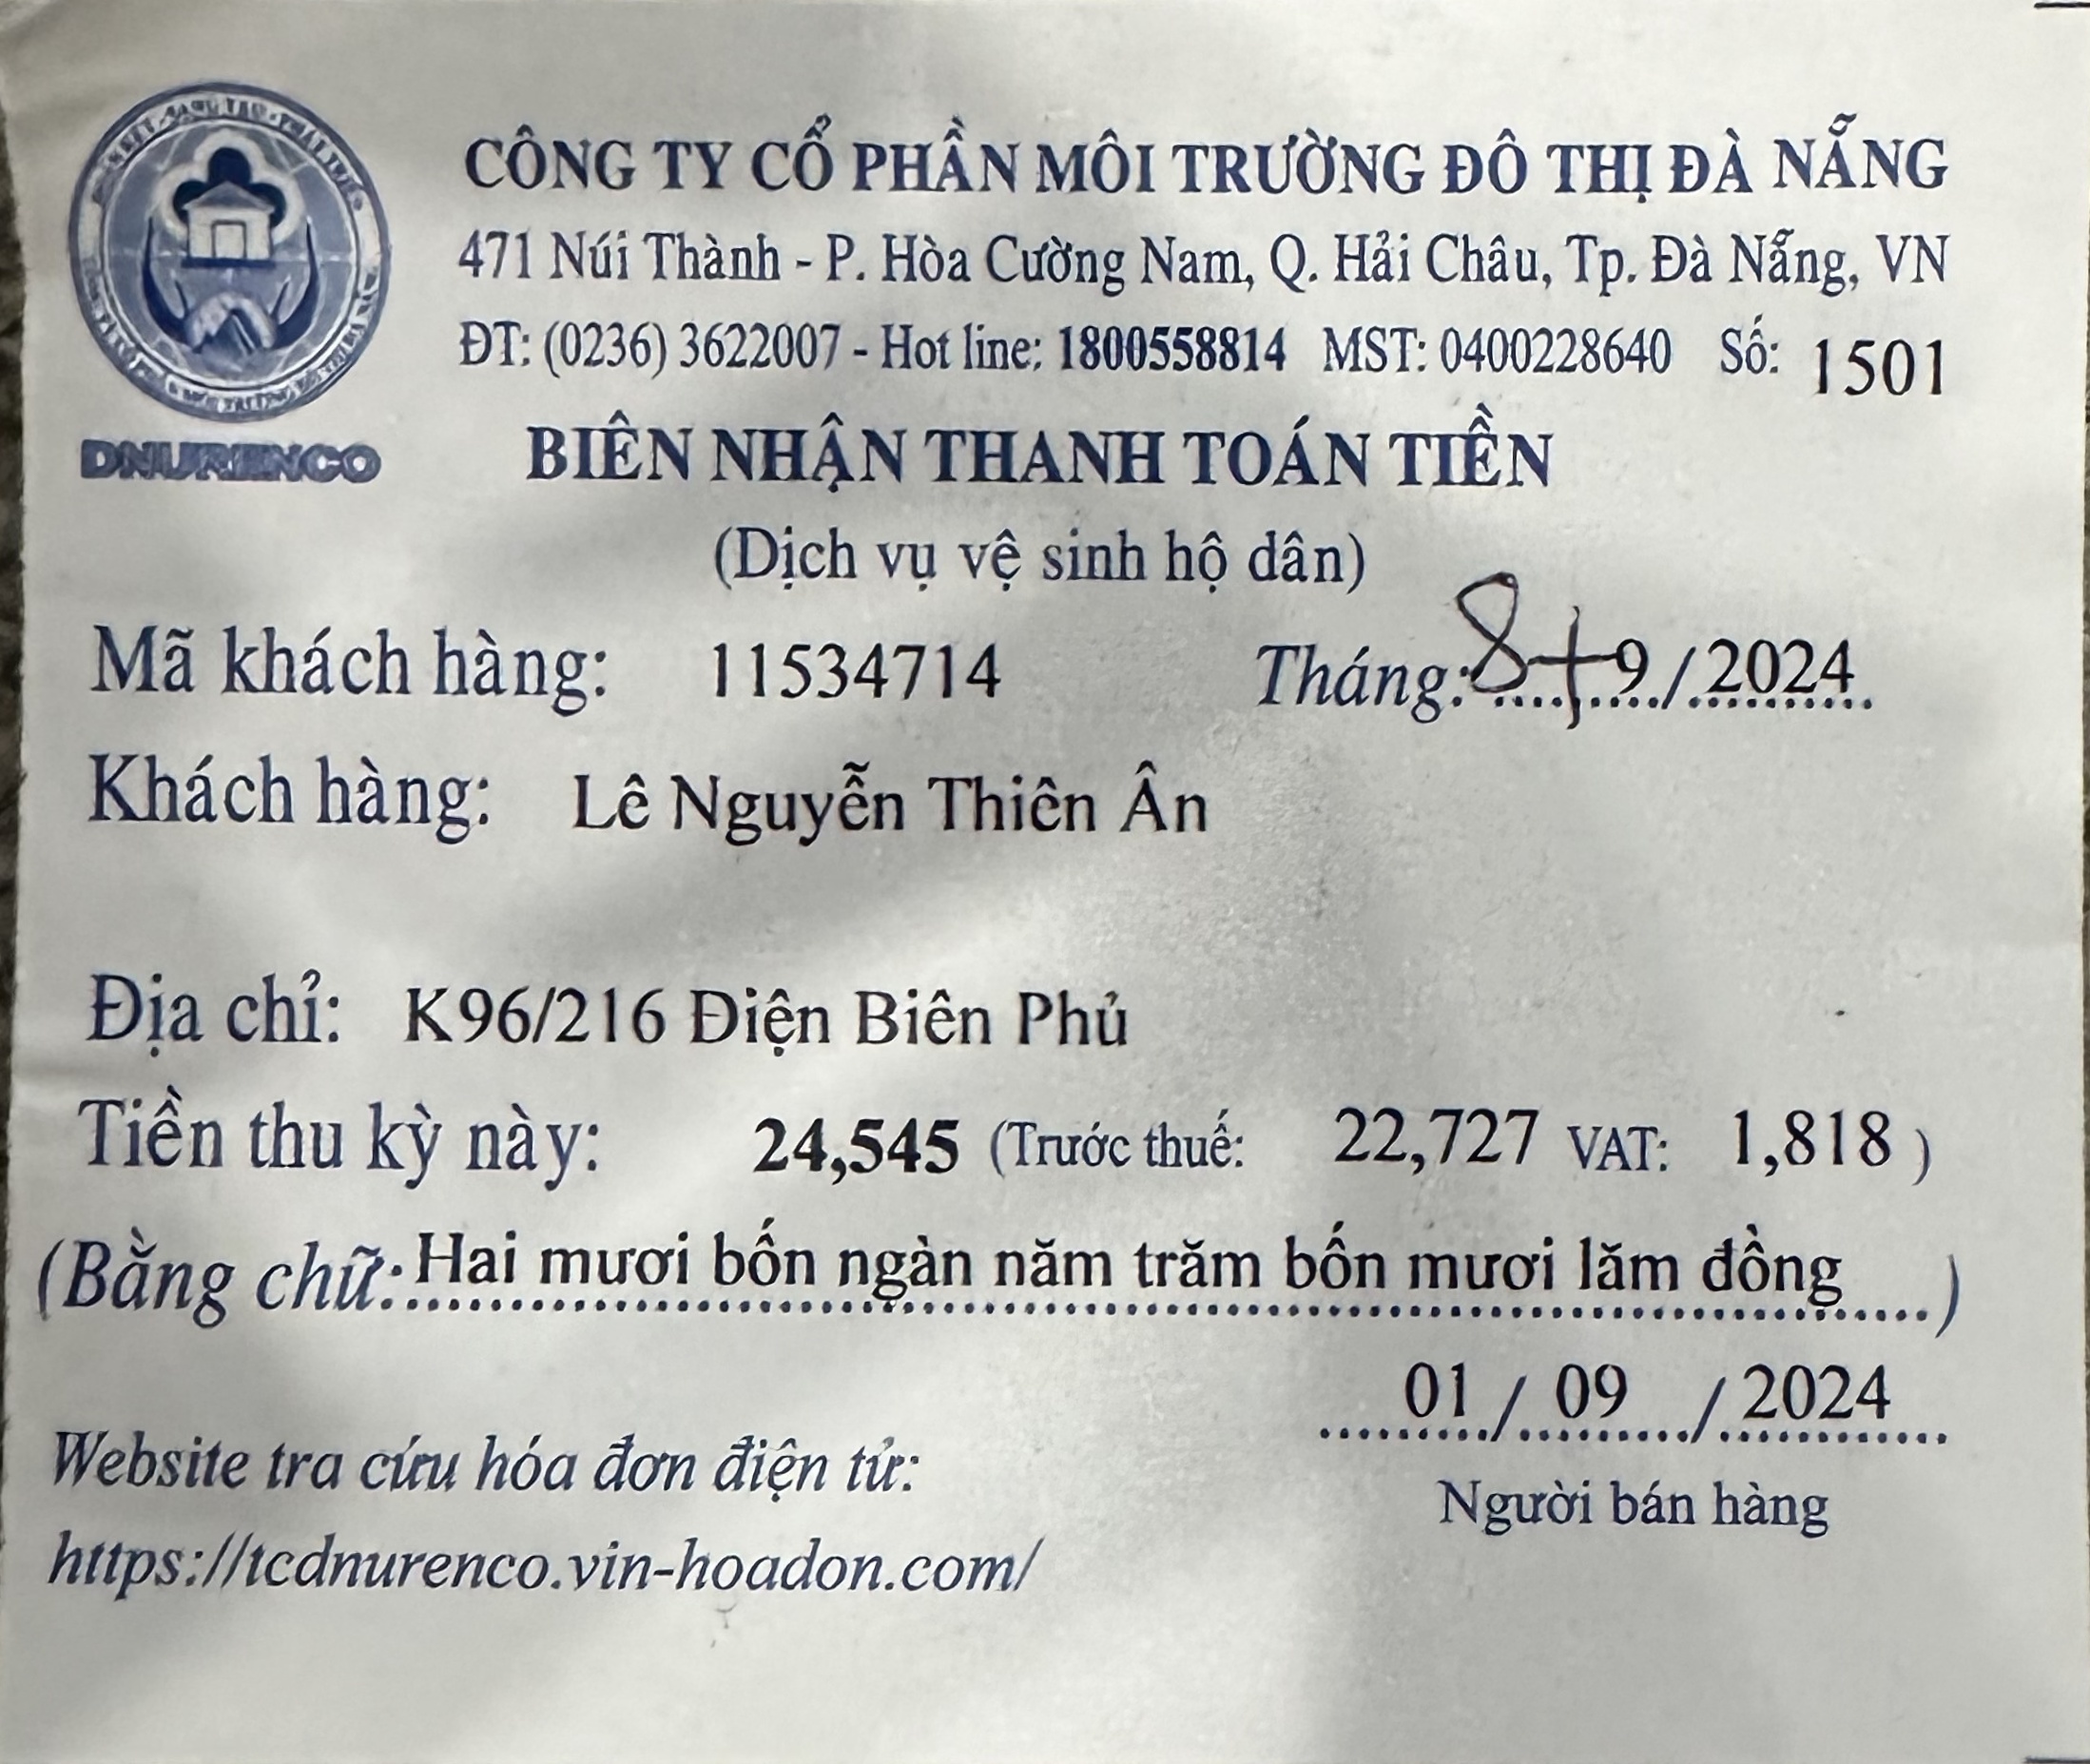 CÔNG TY CỔ PHẦN MÔI TRƯỜNG ĐÔ THỊ ĐÀ NẴNG
471 Núi Thành - P. Hòa Cường Nam, Q. Hải Châu, Tp. Đà Nẵng, VN
ĐT: (0236) 3622007 - Hot line: 1800558814 MST: 0400228640 Số: 1501
DNURENCO
BIÊN NHẬN THANH TOÁN TIỀN
(Dịch vụ vệ sinh hộ dân)
Mã khách hàng: 11534714 Tháng: 8+9/2024
Khách hàng: Lê Nguyễn Thiên Ân
Địa chỉ: K96/216 Điện Biên Phủ
Tiền thu kỳ này: 24,545 (Trước thuế: 22,727 VAT: 1,818 )
(Bằng chữ: Hai mươi bốn ngàn năm trăm bốn mươi lăm đồng )
01 / 09 / 2024
Người bán hàng
Website tra cứu hóa đơn điện tử:
https://tcdnurenco.vin-hoadon.com/